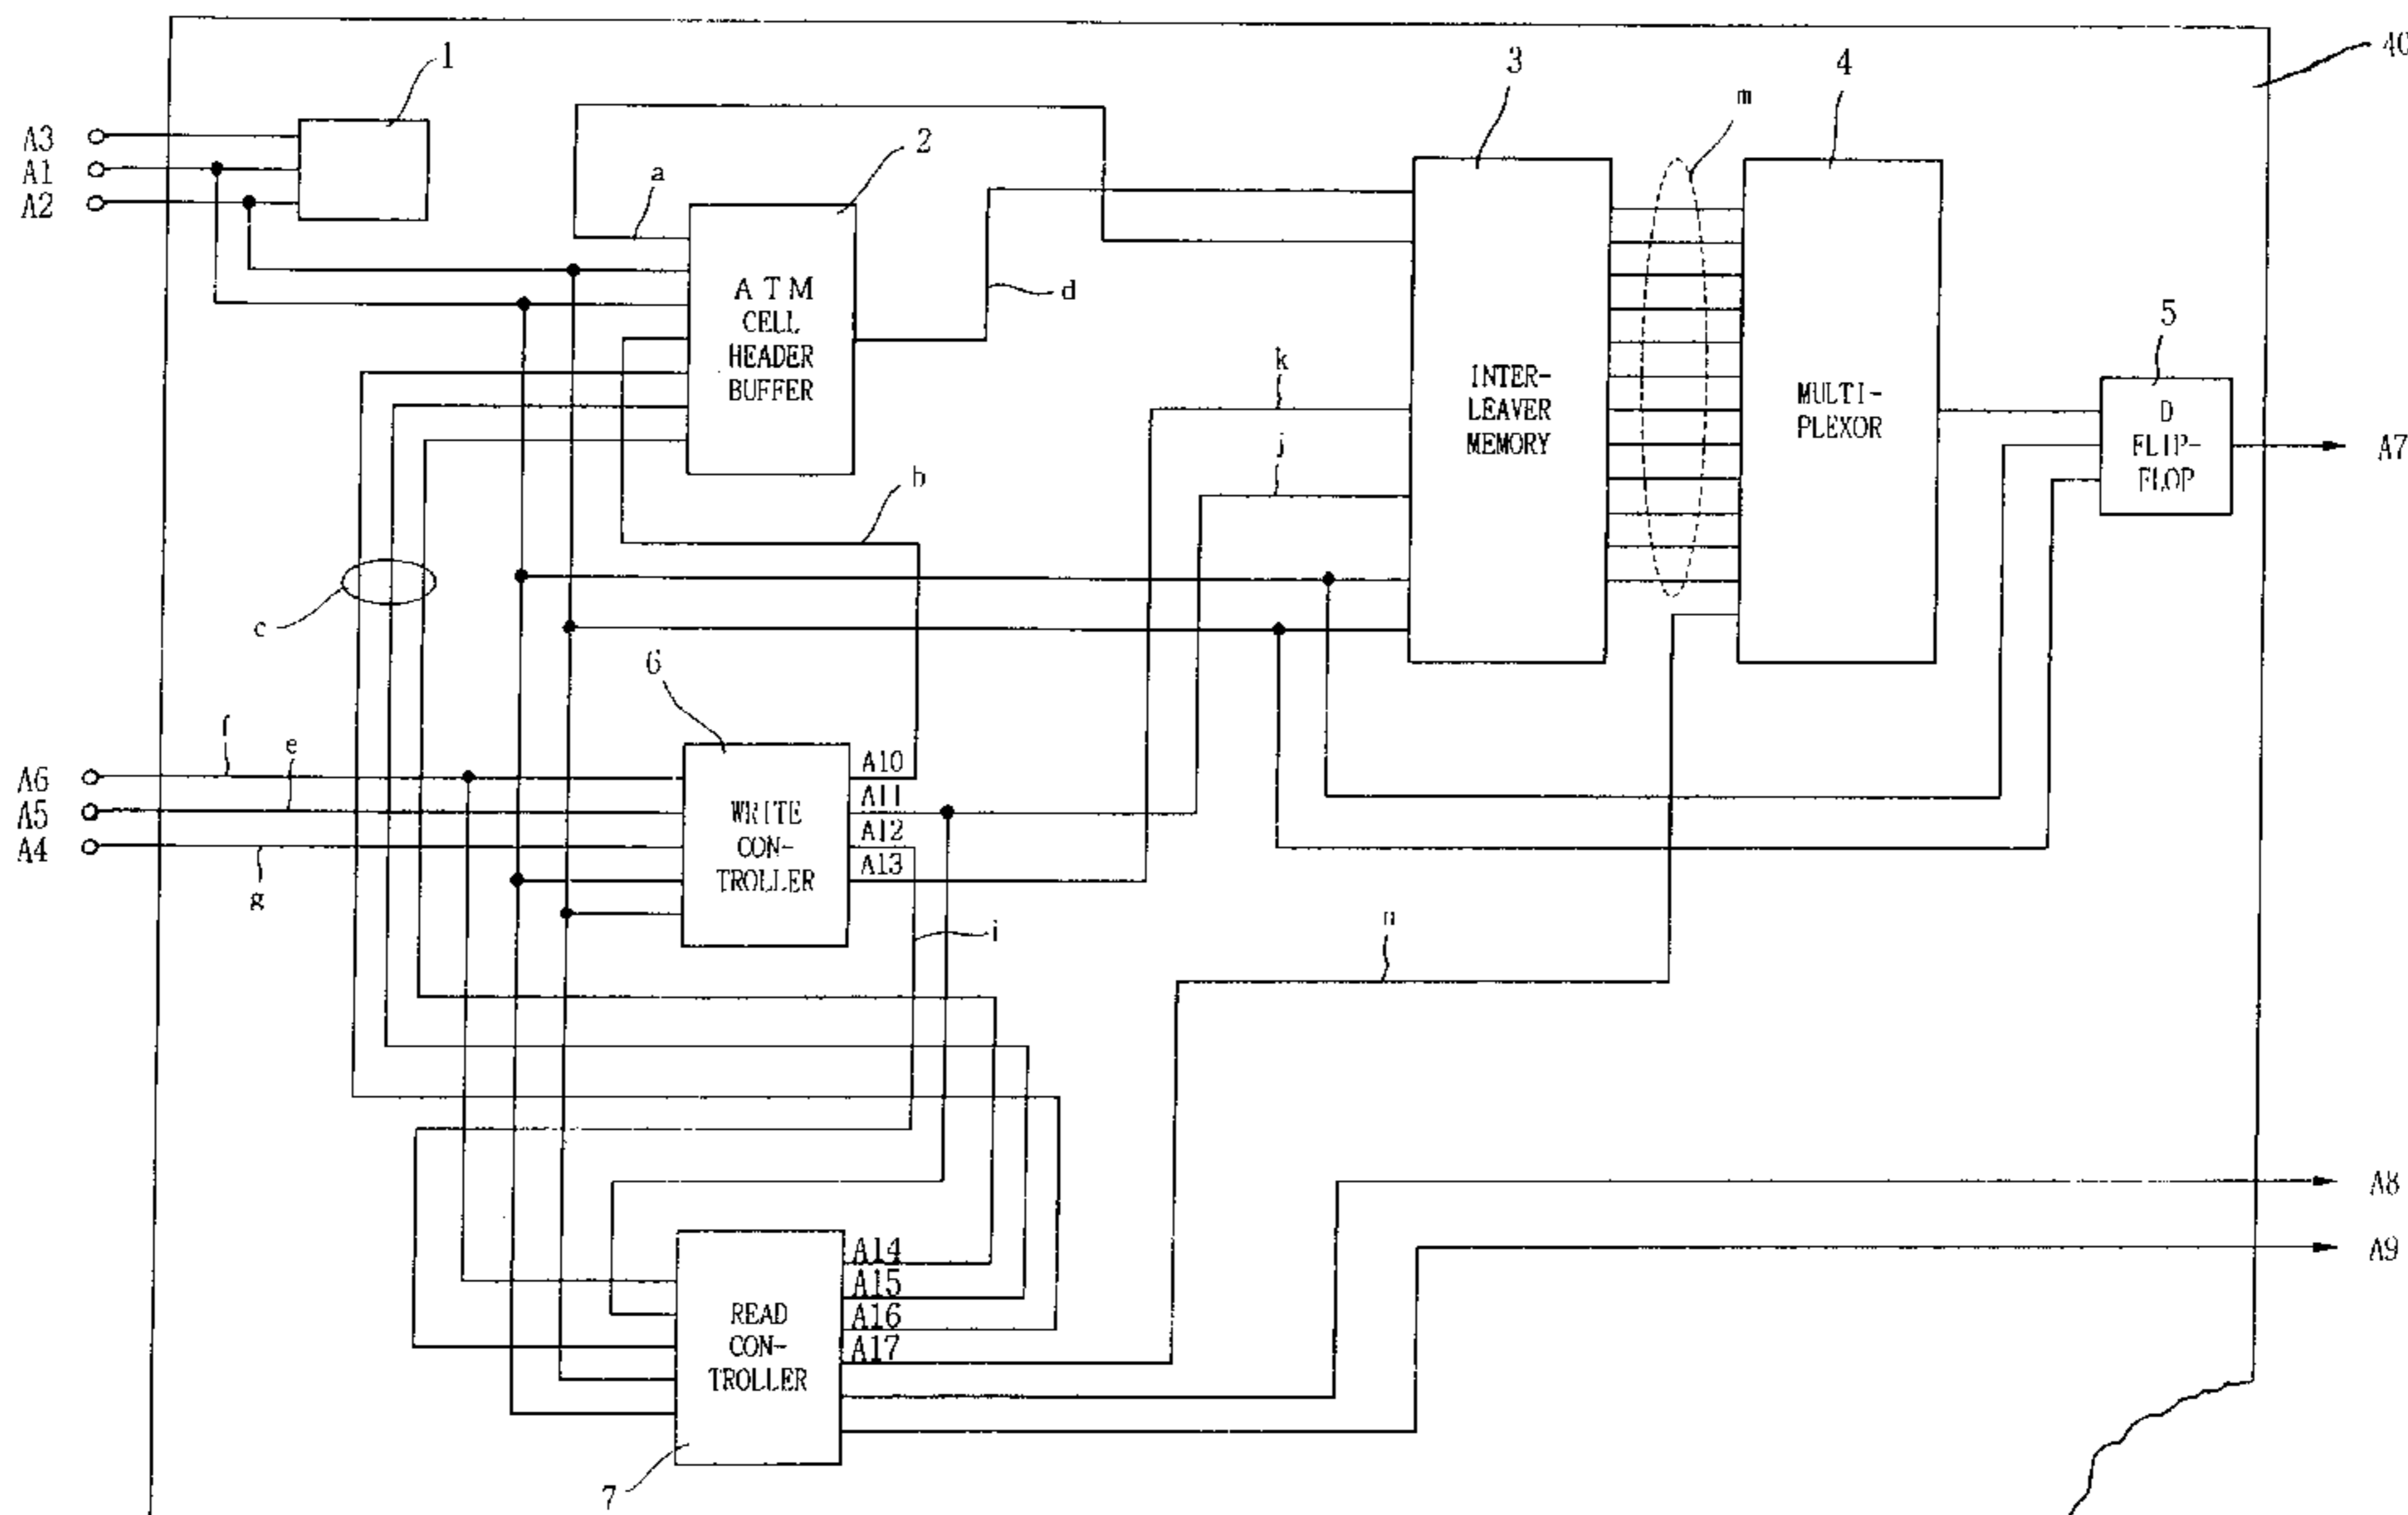 40
1
3
4
m
A3
A1
A2
2
a
ATM
CELL
HEADER
BUFFER
d
5
k
INTER-
LEAVER
MEMORY
MULTI-
PLEXOR
D
FLIP-
FLOP
A7
j
b
c
6
f
e
A6
A5
A4
g
WRITE
CON-
TROLLER
A10
A11
A12
A13
i
n
A8
A9
READ
CON-
TROLLER
A14
A15
A16
A17
7